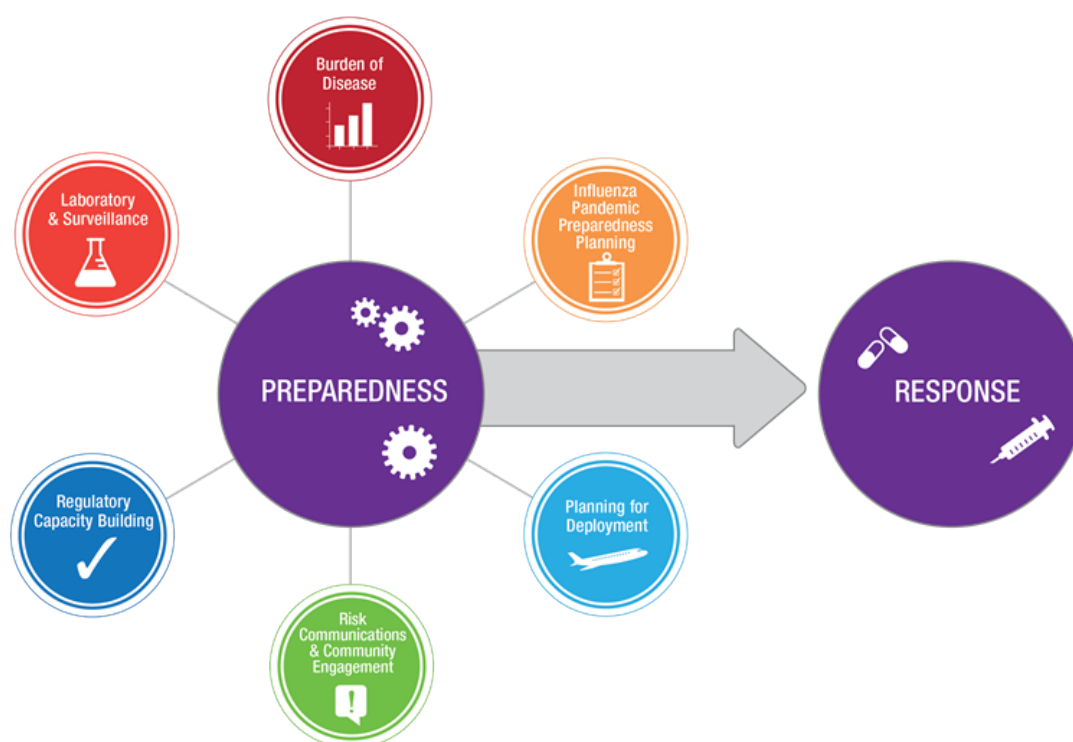 Burden of
Disease
Laboratory
& Surveillance
Influenza
Pandemic
Preparedness
Planning
PREPAREDNESS
RESPONSE
Regulatory
Capacity Building
Planning for
Deployment
Risk
Communications
& Community
Engagement